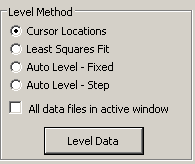 Level Method
Cursor Locations
Least Squares Fit
Auto Level - Fixed
Auto Level - Step
All data files in active window
Level Data